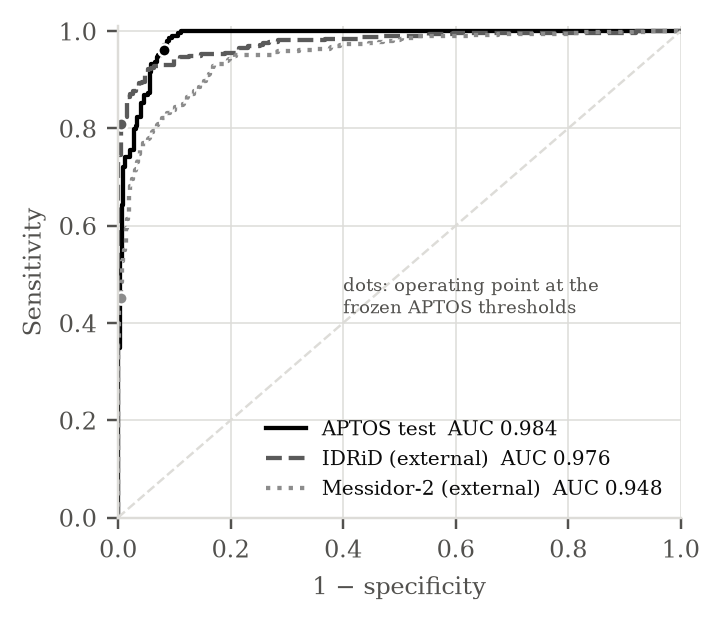 1.0
0.8
0.6
0.4
0.2
0.0
Sensitivity
dots: operating point at the
frozen APTOS thresholds
APTOS test AUC 0.984
IDRiD (external) AUC 0.976
Messidor-2 (external) AUC 0.948
0.0 0.2 0.4 0.6 0.8 1.0
1 − specificity